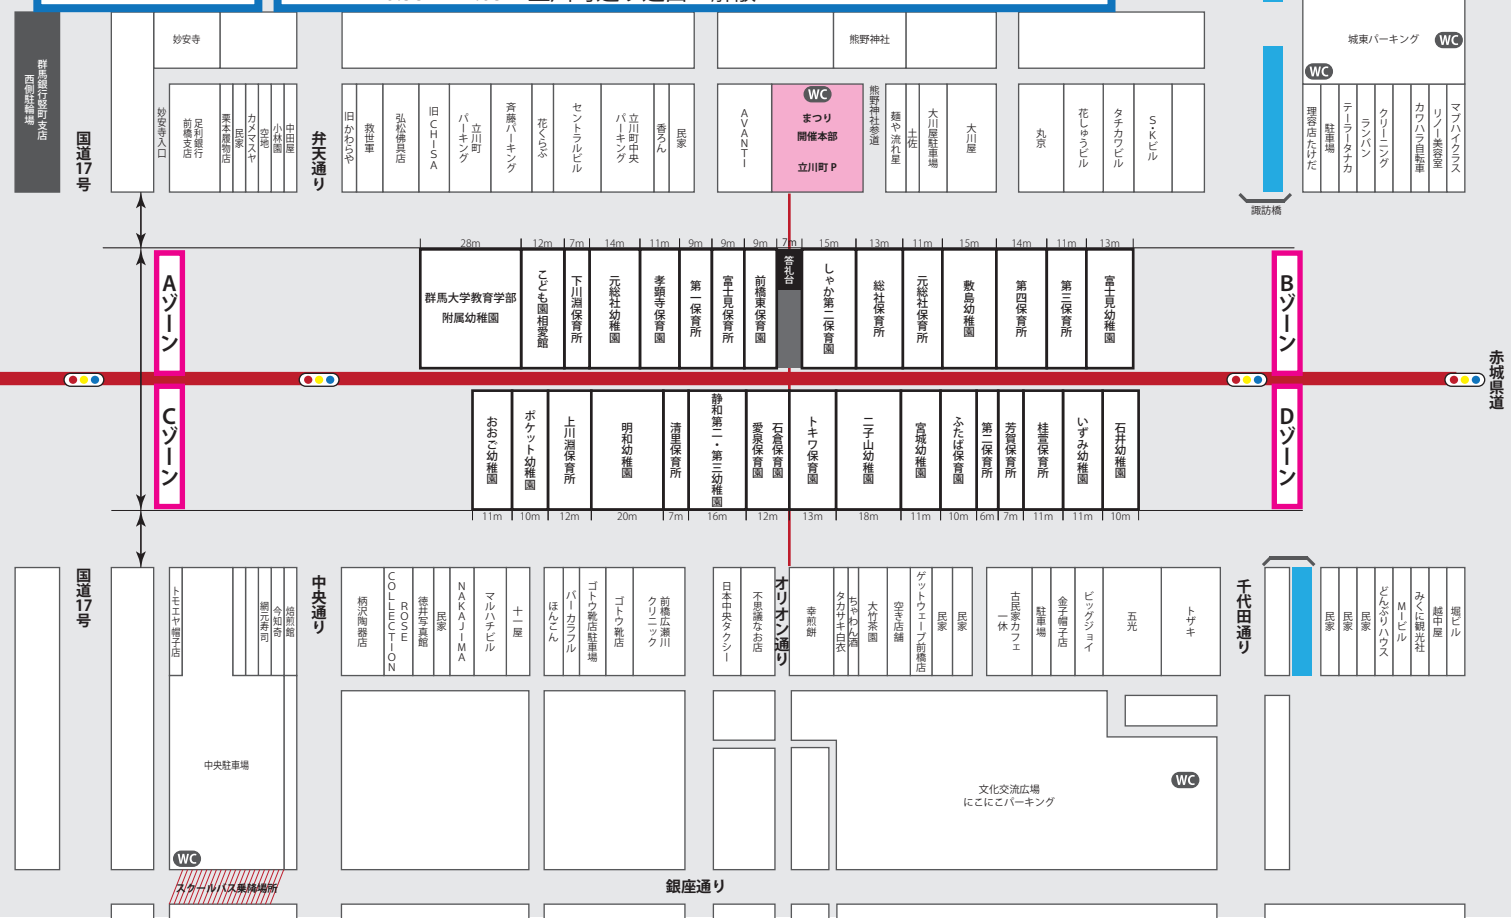 妙安寺
熊野神社
城東パーキング
WC
WC
群馬銀行竪町支店
西側駐輪場
国道17号
妙安寺入口
足利銀行
前橋支店
栗本履物店
民家
カメマスヤ
空地
小林園
中田屋
弁天通り
旧かわらや
救世軍
弘松佛具店
旧CHISA
立川町
パーキング
斉藤パーキング
花くらぶ
セントラルビル
立川町中央
パーキング
香ろん
民家
AVANTI
WC
まつり
開催本部
立川町 P
熊野神社参道
麺や流れ星
土佐
大川屋駐車場
大川屋
丸京
花しゅうビル
タチカワビル
S・Kビル
諏訪橋
理容店たけだ
駐車場
テーラータナカ
ランバン
クリーニング
カワハラ自転車
リノー美容室
マブハイクラス
28m
12m
7m
14m
11m
9m
9m
9m
7m
15m
13m
11m
15m
14m
11m
13m
Aゾーン
群馬大学教育学部
附属幼稚園
こども園相愛館
下川淵保育所
元総社幼稚園
孝顕寺保育園
第一保育所
富士見保育所
前橋東保育園
答礼台
しゃか第二保育園
総社保育所
元総社保育所
敷島幼稚園
第四保育所
第三保育所
富士見幼稚園
Bゾーン
赤城県道
Cゾーン
おおご幼稚園
ポケット幼稚園
上川淵保育所
明和幼稚園
清里保育所
静和第二・第三幼稚園
愛泉保育園
石倉保育園
トキワ保育園
二子山幼稚園
宮城幼稚園
ふたば保育園
第二保育所
芳賀保育所
桂萱保育所
いずみ幼稚園
石井幼稚園
Dゾーン
11m
10m
12m
20m
7m
16m
12m
13m
18m
11m
10m
6m
7m
11m
11m
10m
国道17号
トモエヤ帽子店
網元寿司
今知奇
焙煎館
中央通り
柄沢陶器店
ROSE
COLLECTION
徳井写真館
民家
NAKAJIMA
マルハチビル
十一屋
ほんこん
バーカラフル
ゴトウ靴店駐車場
ゴトウ靴店
前橋広瀬川
クリニック
日本中央タクシー
不思議なお店
オリオン通り
幸煎餅
タカサキ白衣
ちゃわん酒
大竹茶園
空き店舗
ゲットウェーブ前橋店
民家
民家
古民家カフェ
一休
駐車場
金子帽子店
ビッグジョイ
五光
トザキ
千代田通り
民家
民家
民家
どんぶりハウス
Mービル
みくに観光社
越中屋
堀ビル
中央駐車場
WC
スクールバス乗降場所
文化交流広場
にこにこパーキング
WC
銀座通り